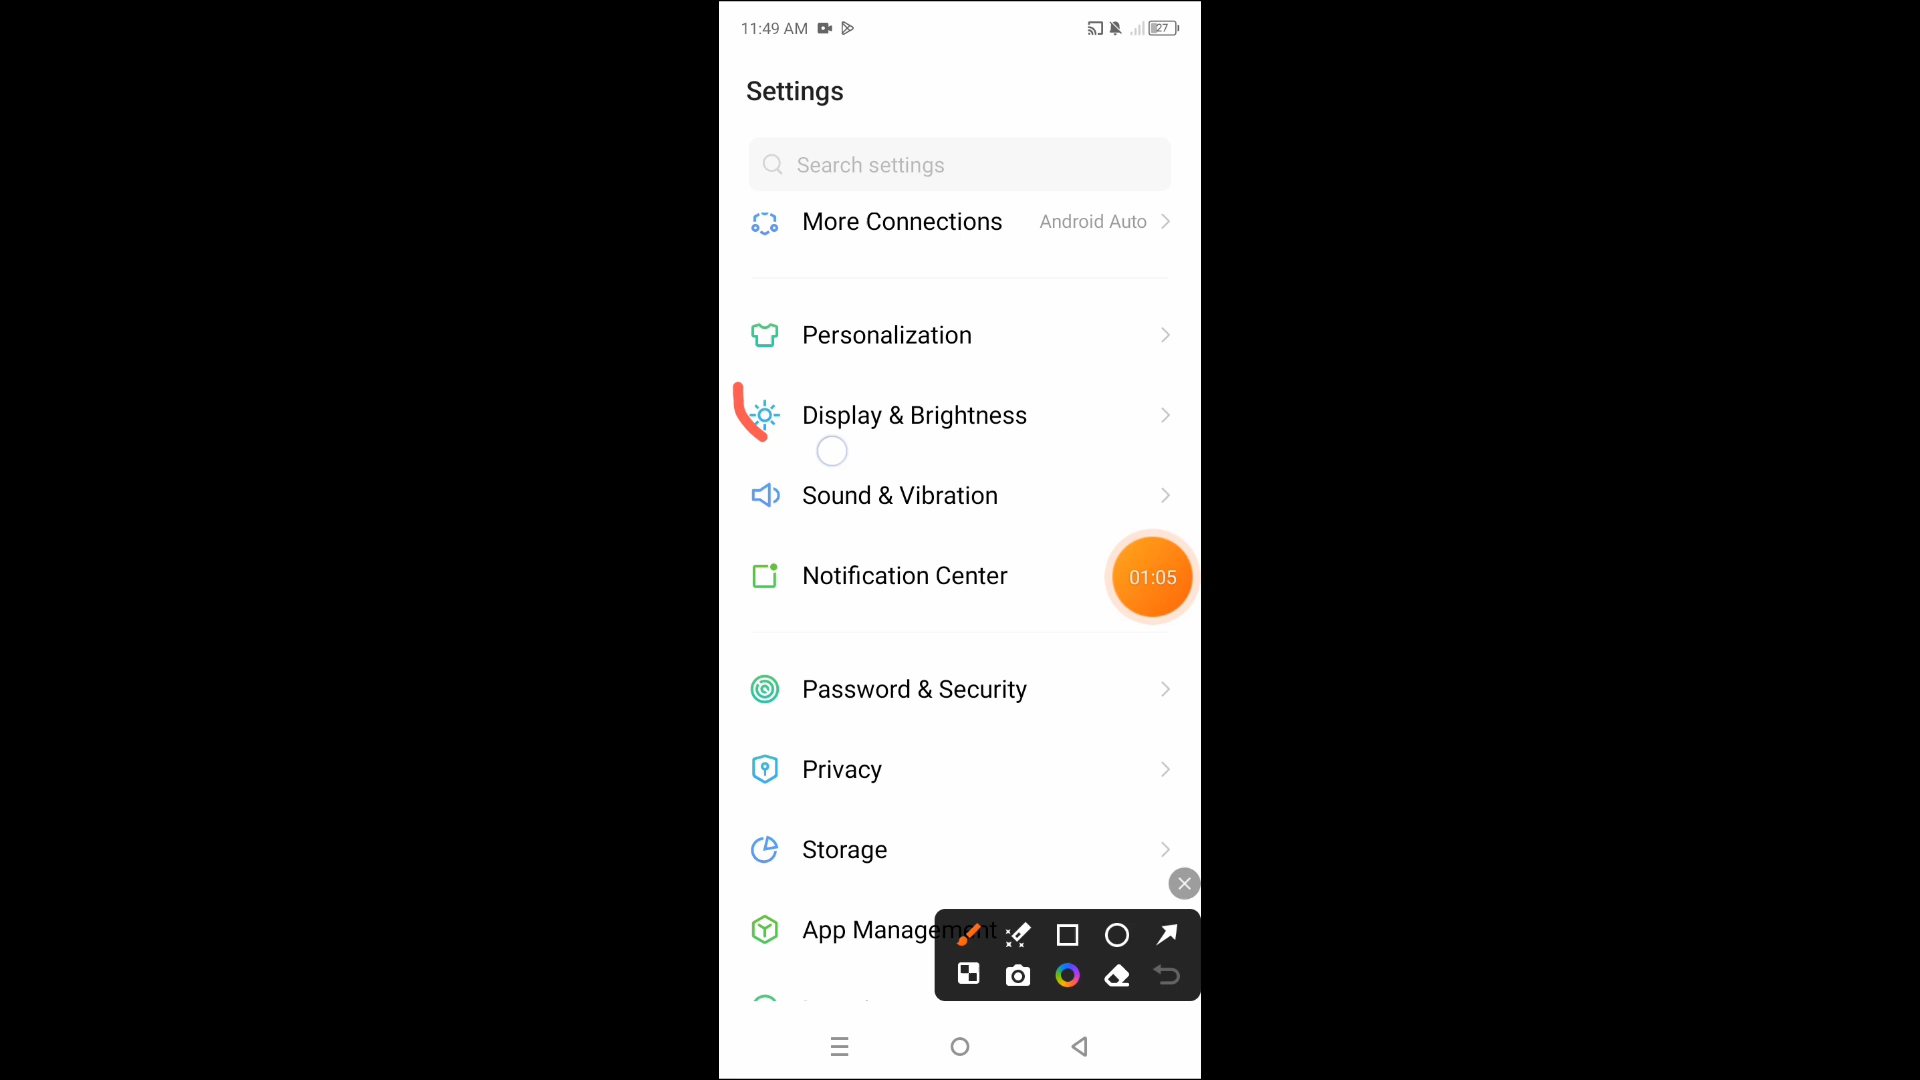 11:49 AM
27
Settings
Search settings
More Connections Android Auto
Personalization
Display & Brightness
Sound & Vibration
Notification Center
01:05
Password & Security
Privacy
Storage
App Management